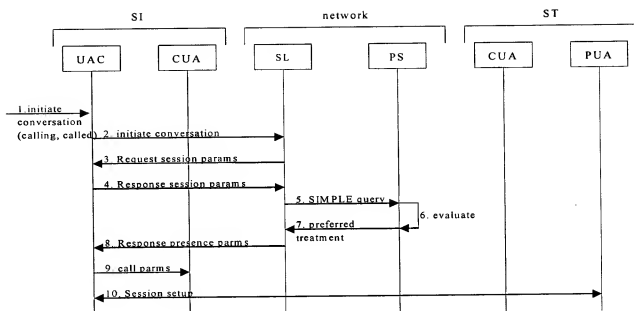 SI network ST
UAC CUA SL PS CUA PUA
1.initiate
conversation
(calling, called)
2. initiate conversation
3. Request session params
4. Response session params
5. SIMPLE query
6. evaluate
7. preferred
treatment
8. Response presence parms
9. call parms
10. Session setup